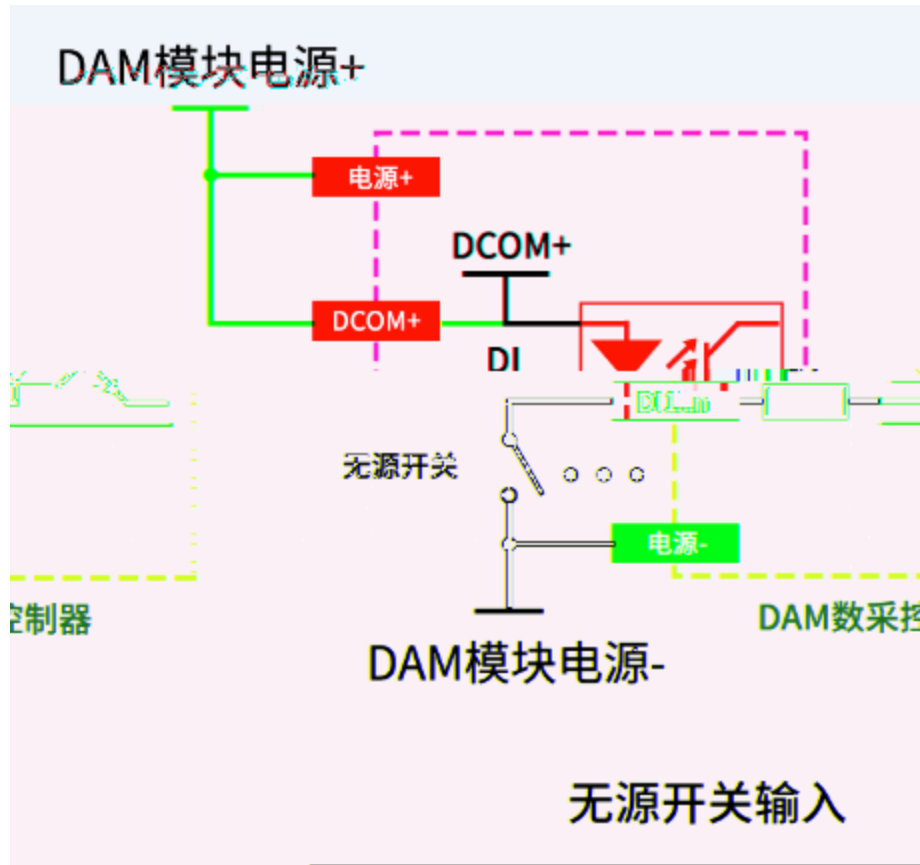 DAM模块电源+
电源+
DCOM+
DCOM+
DI
无源开关
电源-
控制器
DAM数采控
DAM模块电源-
无源开关输入